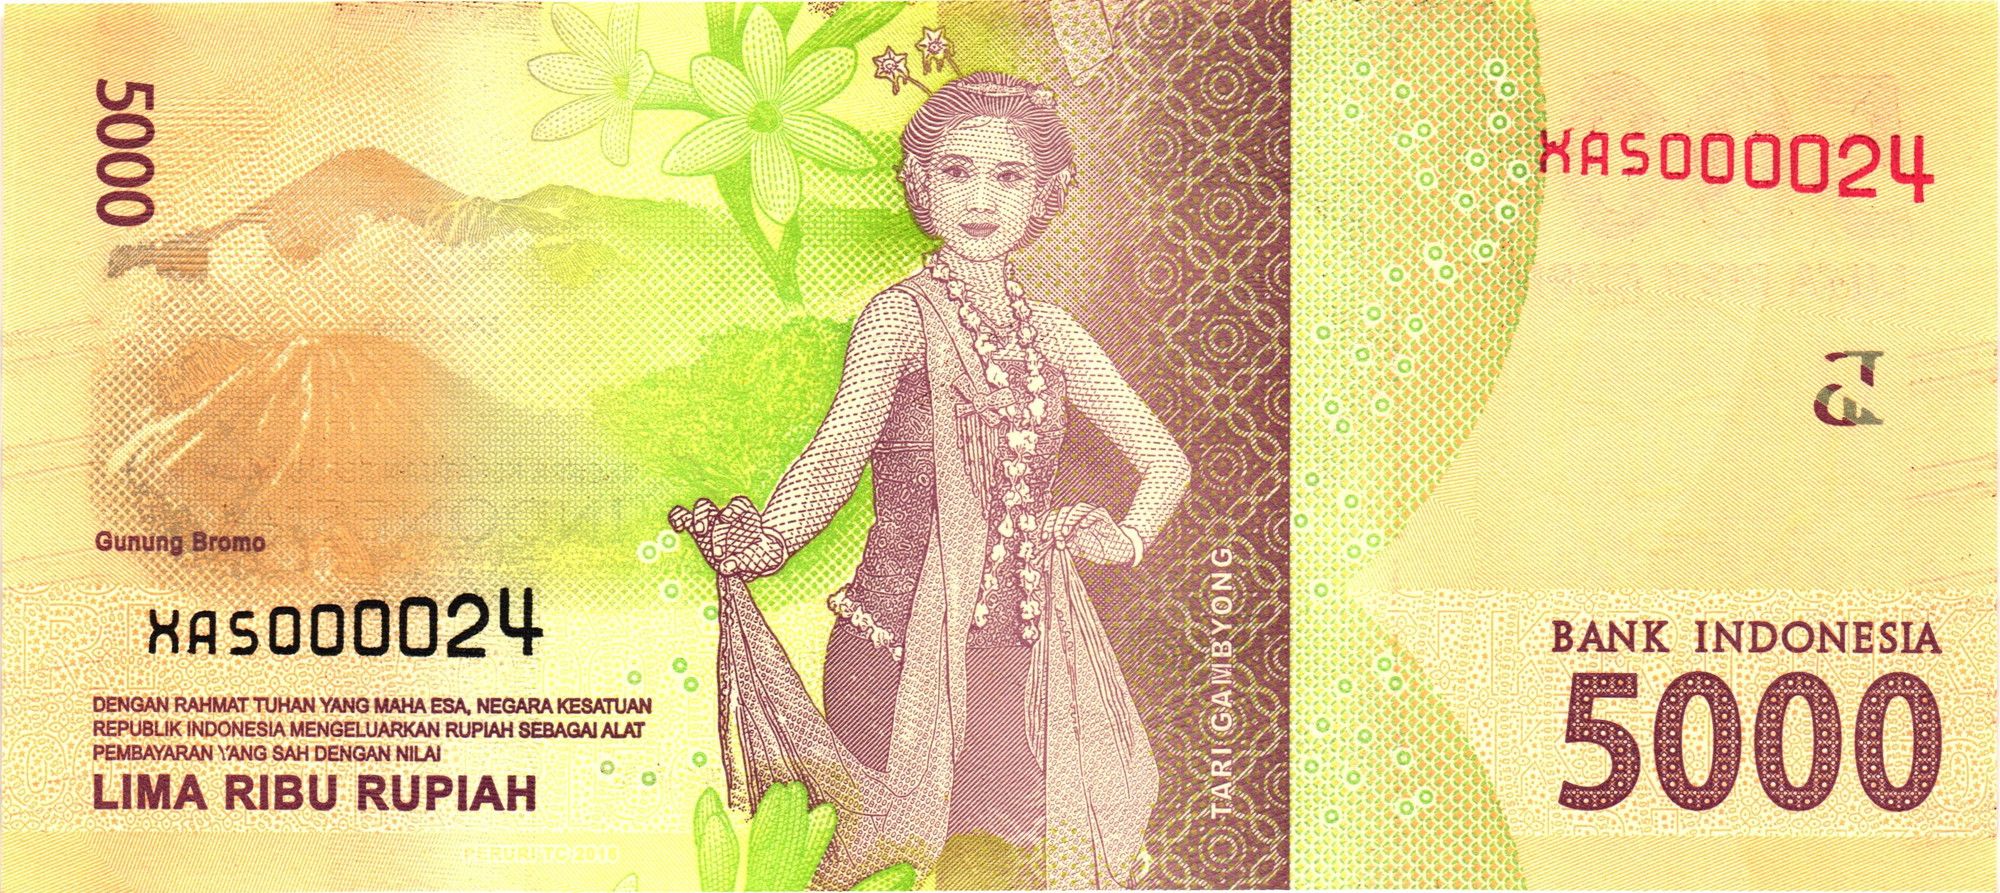 5000
XAS000024
Gunung Bromo
XAS000024
DENGAN RAHMAT TUHAN YANG MAHA ESA, NEGARA KESATUAN
REPUBLIK INDONESIA MENGELUARKAN RUPIAH SEBAGAI ALAT
PEMBAYARAN YANG SAH DENGAN NILAI
LIMA RIBU RUPIAH
TARI GAMBYONG
BANK INDONESIA
5000